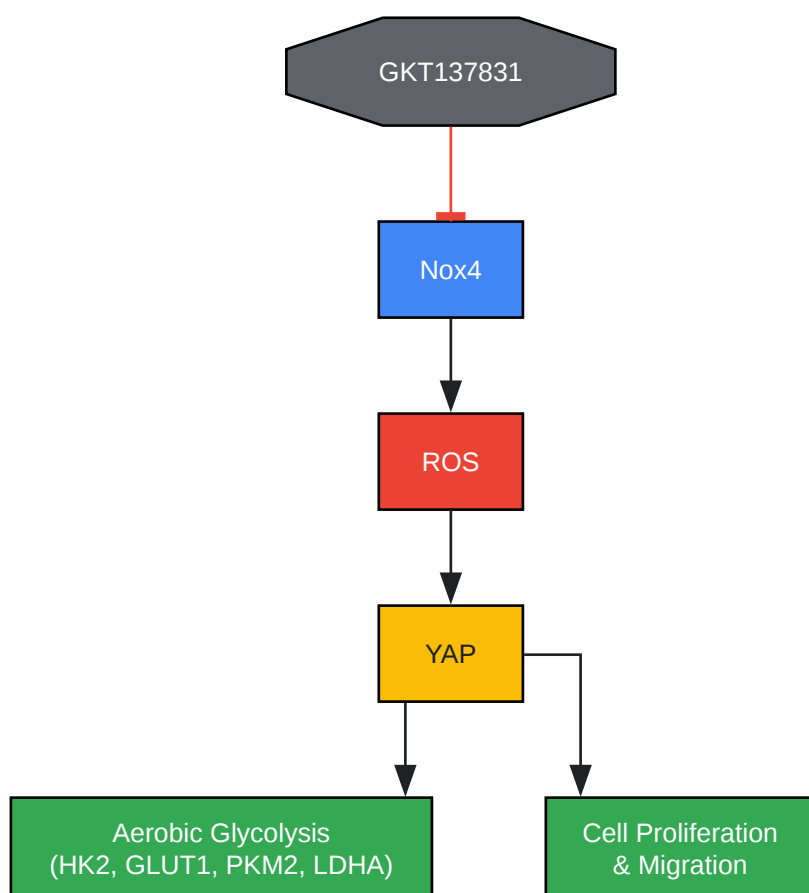 GKT137831
Nox4
ROS
YAP
Aerobic Glycolysis
(HK2, GLUT1, PKM2, LDHA)
Cell Proliferation
& Migration